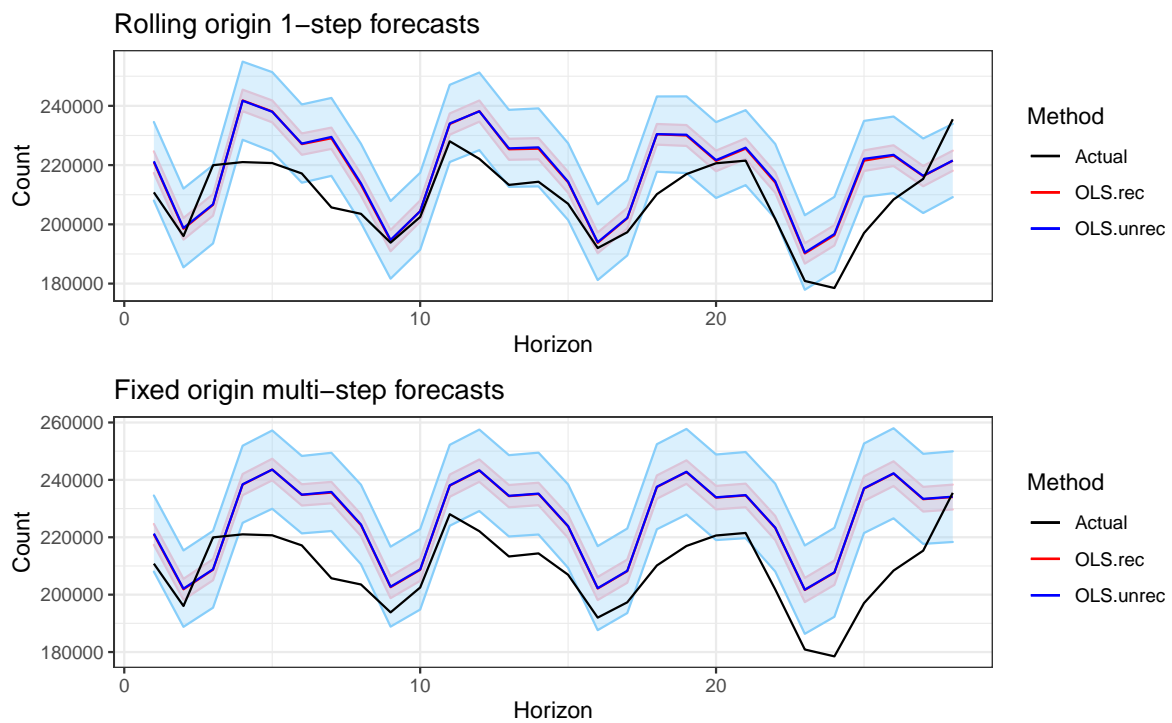 Rolling origin 1−step forecasts
240000
220000
200000
180000
Count
0
10
20
Horizon
Method
Actual
OLS.rec
OLS.unrec
Fixed origin multi−step forecasts
260000
240000
220000
200000
180000
Count
0
10
20
Horizon
Method
Actual
OLS.rec
OLS.unrec